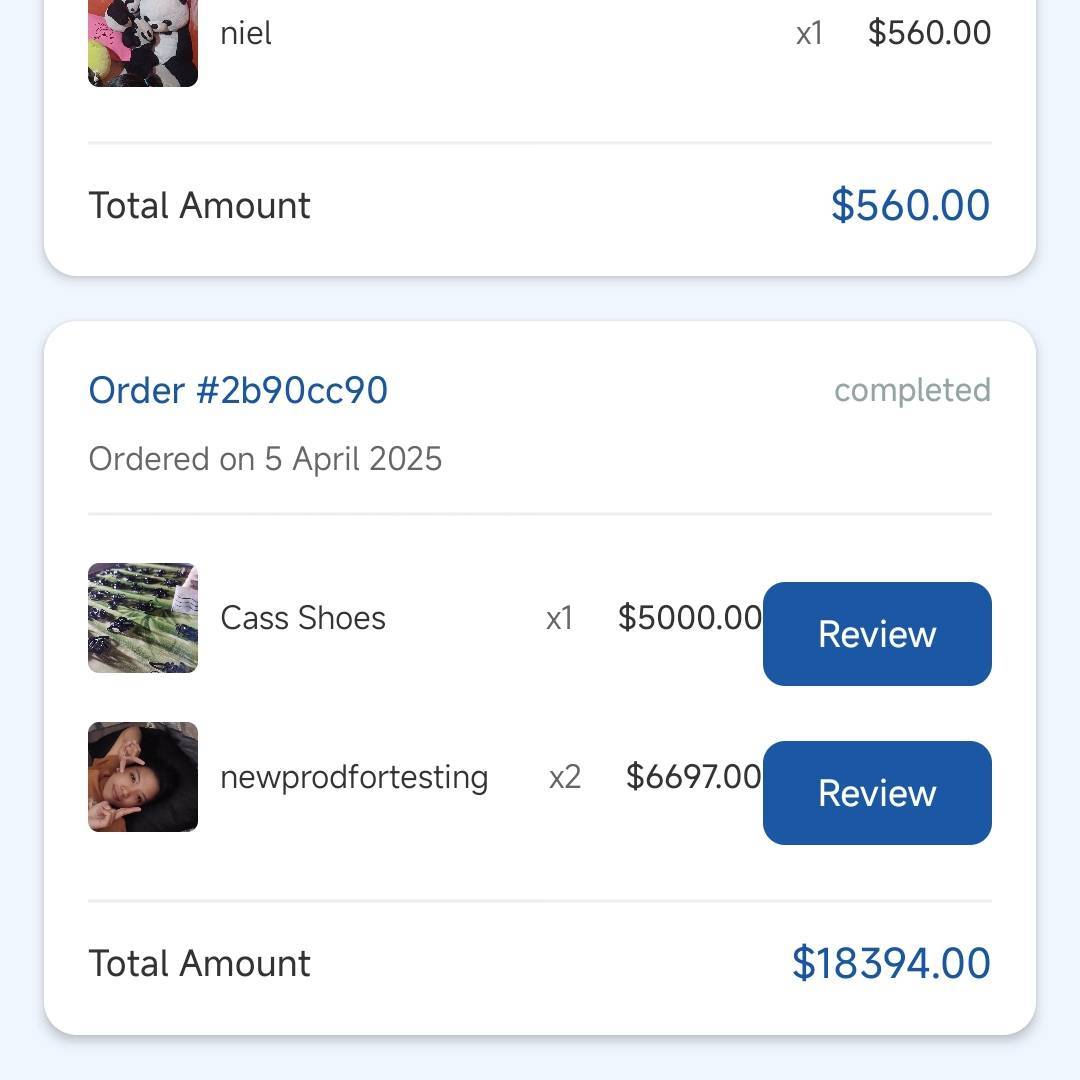 niel x1 $560.00
Total Amount $560.00
Order #2b90cc90 completed
Ordered on 5 April 2025
Cass Shoes x1 $5000.00 Review
newprodfortesting x2 $6697.00 Review
Total Amount $18394.00